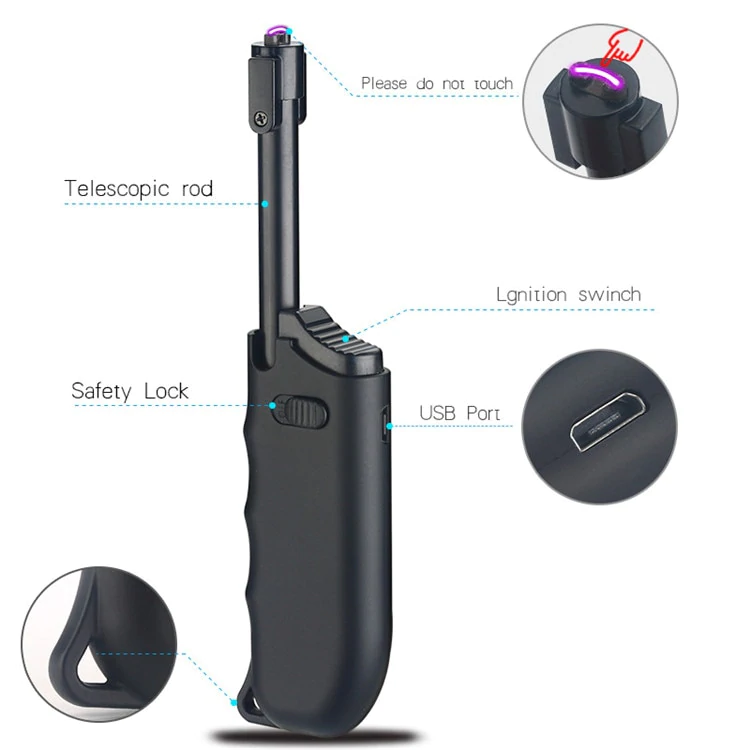 Please do not touch
Telescopic rod
Lgnition swinch
Safety Lock
USB Port